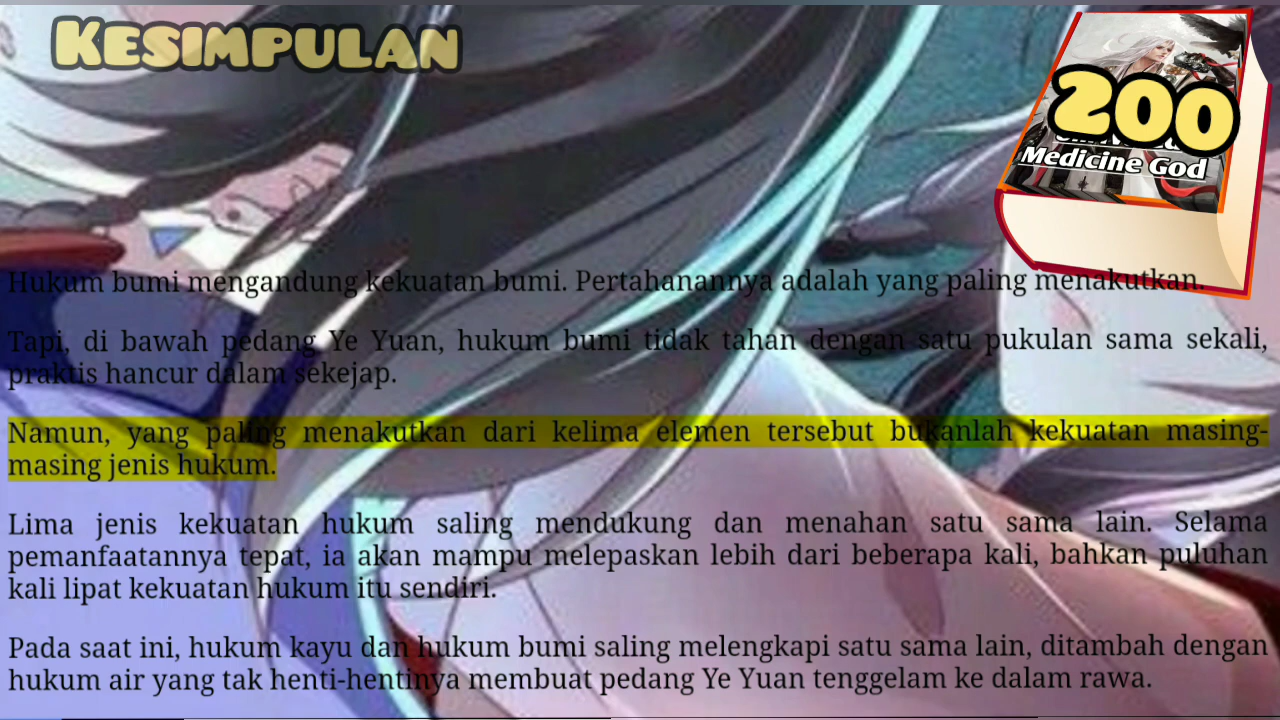 KESIMPULAN
200
Medicine God
Hukum bumi mengandung kekuatan bumi. Pertahanannya adalah yang paling menakutkan.
Tapi, di bawah pedang Ye Yuan, hukum bumi tidak tahan dengan satu pukulan sama sekali,
praktis hancur dalam sekejap.
Namun, yang paling menakutkan dari kelima elemen tersebut bukanlah kekuatan masing-
masing jenis hukum.
Lima jenis kekuatan hukum saling mendukung dan menahan satu sama lain. Selama
pemanfaatannya tepat, ia akan mampu melepaskan lebih dari beberapa kali, bahkan puluhan
kali lipat kekuatan hukum itu sendiri.
Pada saat ini, hukum kayu dan hukum bumi saling melengkapi satu sama lain, ditambah dengan
hukum air yang tak henti-hentinya membuat pedang Ye Yuan tenggelam ke dalam rawa.